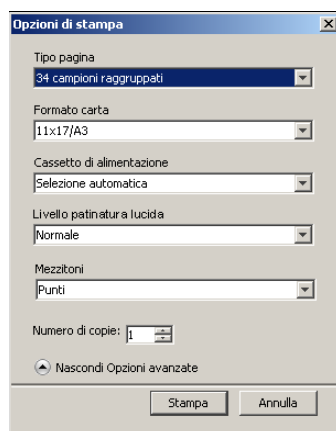 Opzioni di stampa
Tipo pagina
34 campioni raggruppati
Formato carta
11x17/A3
Cassetto di alimentazione
Selezione automatica
Livello patinatura lucida
Normale
Mezzitoni
Punti
Numero di copie: 1
Nascondi Opzioni avanzate
Stampa Annulla